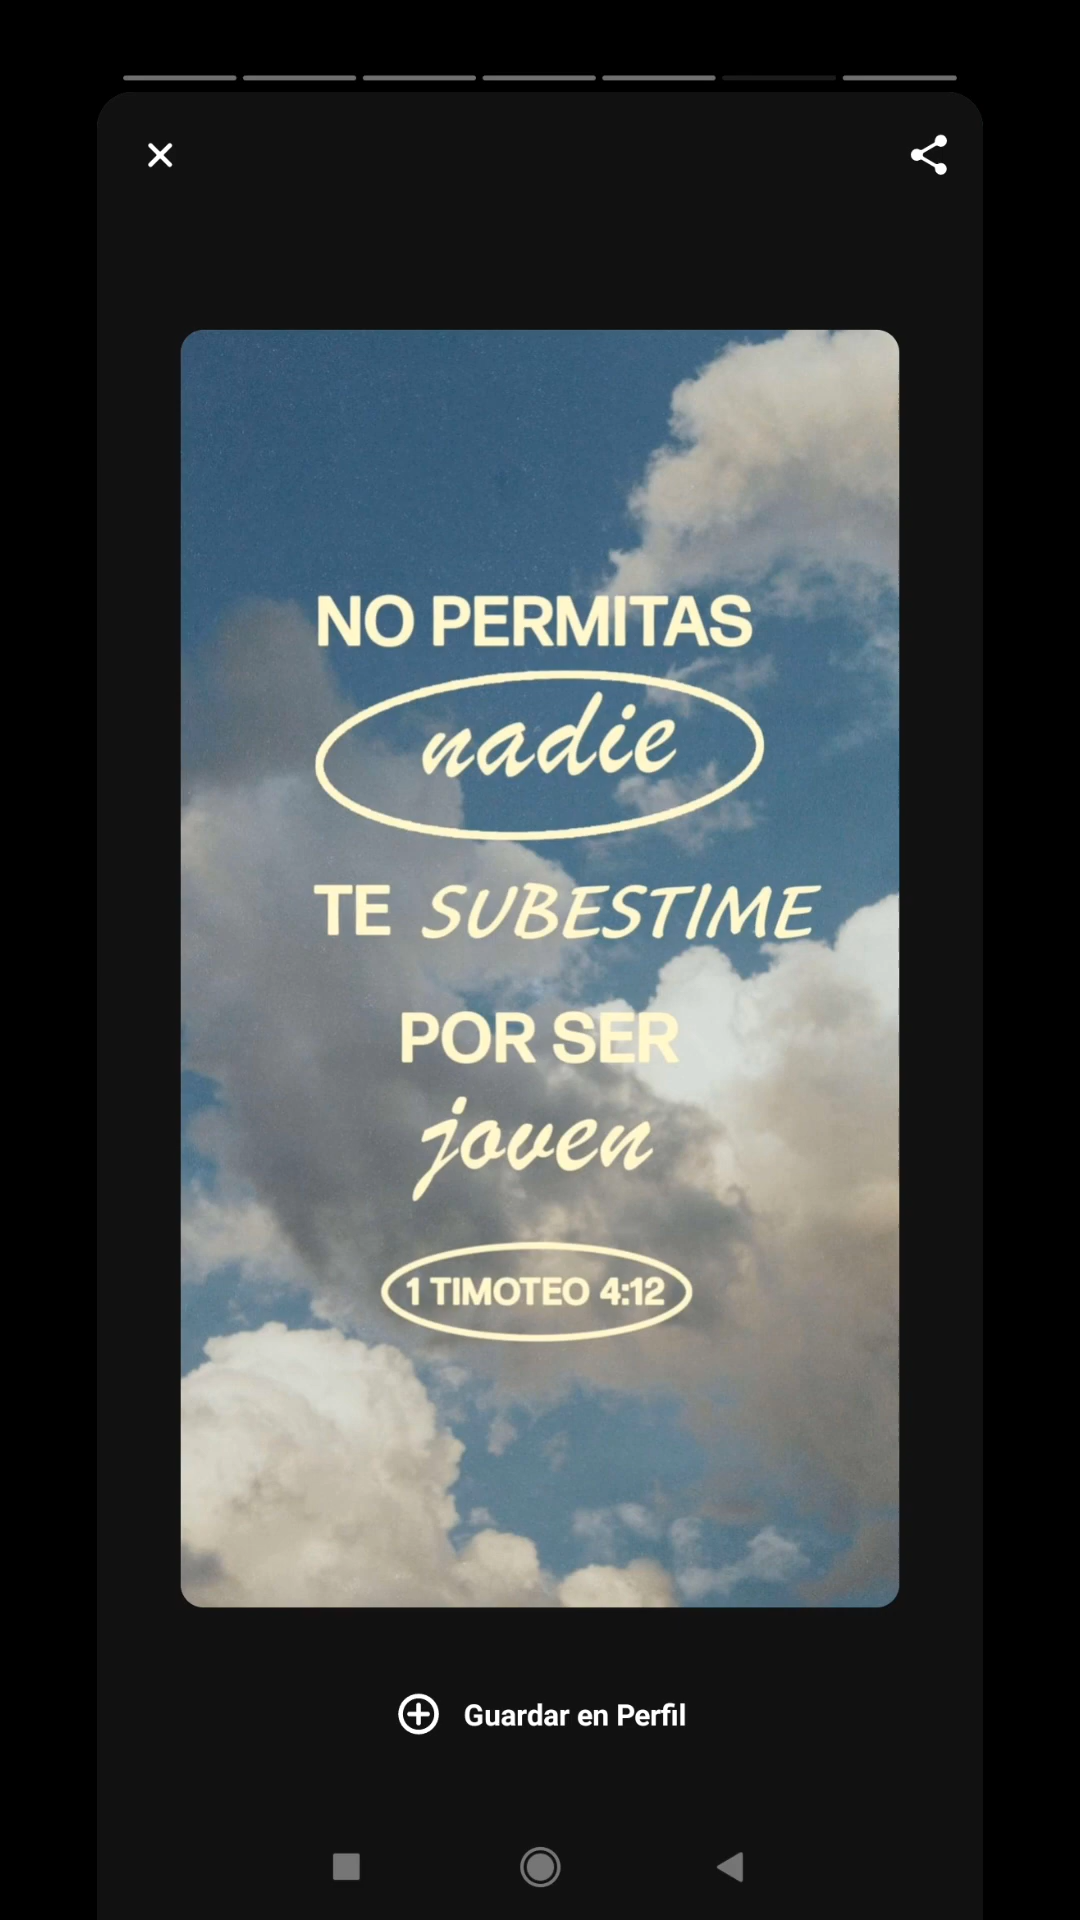 NO PERMITAS
nadie
TE SUBESTIME
POR SER
joven
1 TIMOTEO 4:12
Guardar en Perfil